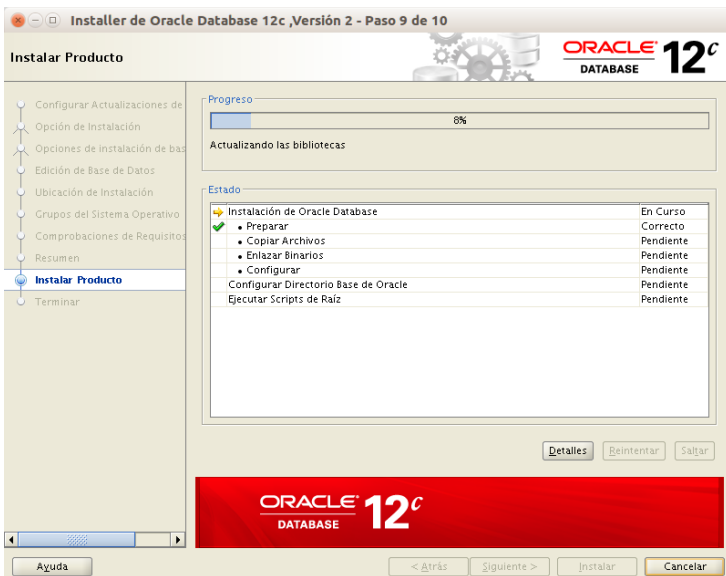 Installer de Oracle Database 12c ,Versión 2 - Paso 9 de 10
Instalar Producto
ORACLE DATABASE 12c
Configurar Actualizaciones de
Opción de Instalación
Opciones de instalación de bas
Edición de Base de Datos
Ubicación de Instalación
Grupos del Sistema Operativo
Comprobaciones de Requisitos
Resumen
Instalar Producto
Terminar
Progreso
8%
Actualizando las bibliotecas
Estado
Instalación de Oracle Database En Curso
• Preparar Correcto
• Copiar Archivos Pendiente
• Enlazar Binarios Pendiente
• Configurar Pendiente
Configurar Directorio Base de Oracle Pendiente
Ejecutar Scripts de Raíz Pendiente
Detalles Reintentar Saltar
ORACLE DATABASE 12c
Ayuda < Atrás Siguiente > Instalar Cancelar